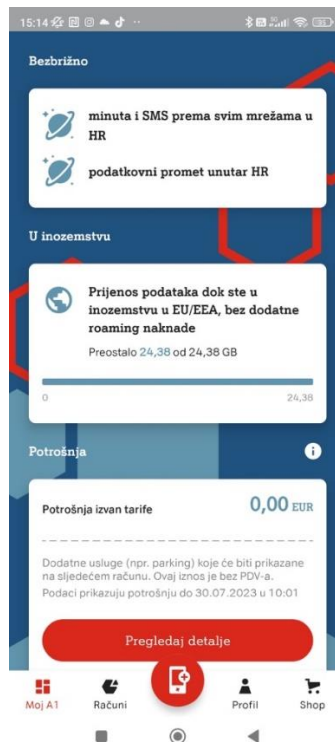 15:14
Bezbrižno
minuta i SMS prema svim mrežama u
HR
podatkovni promet unutar HR
U inozemstvu
Prijenos podataka dok ste u
inozemstvu u EU/EEA, bez dodatne
roaming naknade
Preostalo 24,38 od 24,38 GB
0 24,38
Potrošnja
Potrošnja izvan tarife 0,00 EUR
Dodatne usluge (npr. parking) koje će biti prikazane
na sljedećem računu. Ovaj iznos je bez PDV-a.
Podaci prikazuju potrošnju do 30.07.2023 u 10:01
Pregledaj detalje
Moj A1 Računi Profil Shop